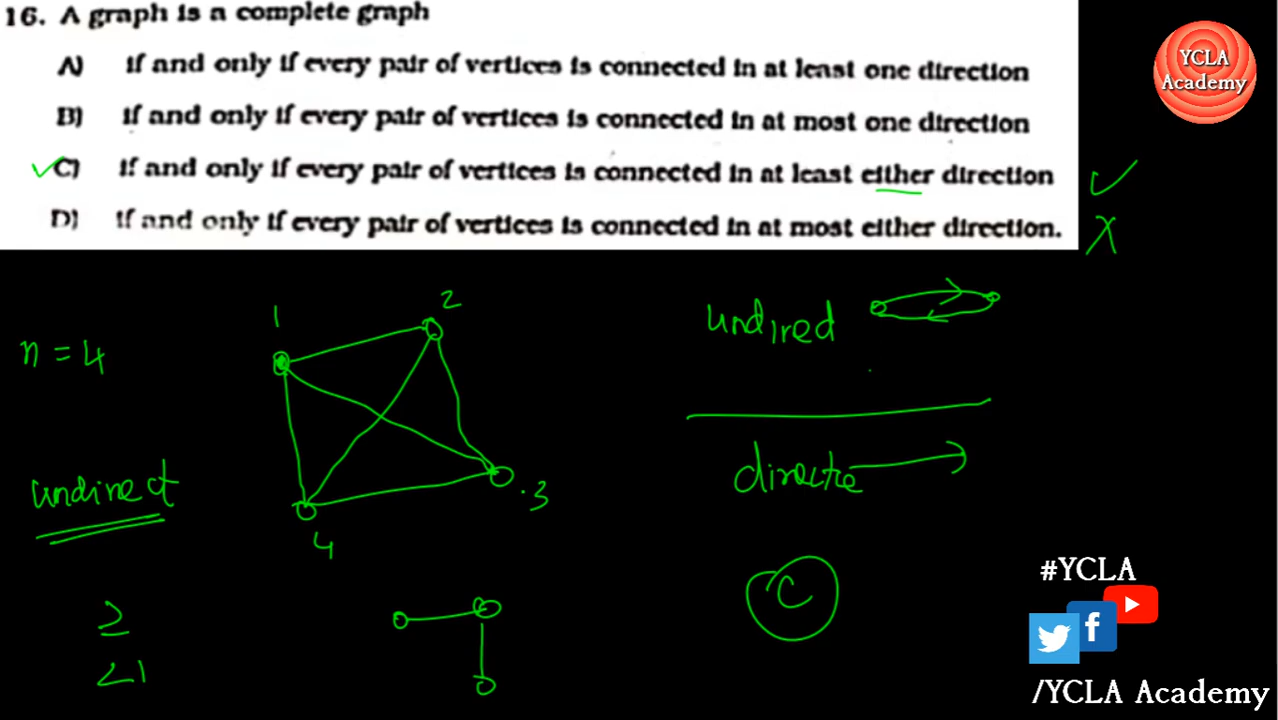 16. A graph is a complete graph
A) if and only if every pair of vertices is connected in at least one direction
B) if and only if every pair of vertices is connected in at most one direction
C) if and only if every pair of vertices is connected in at least either direction
D) if and only if every pair of vertices is connected in at most either direction.
YCLA
Academy
n = 4
1
2
3
4
undired
directe
undirect
≥
<1
C
#YCLA
/YCLA Academy